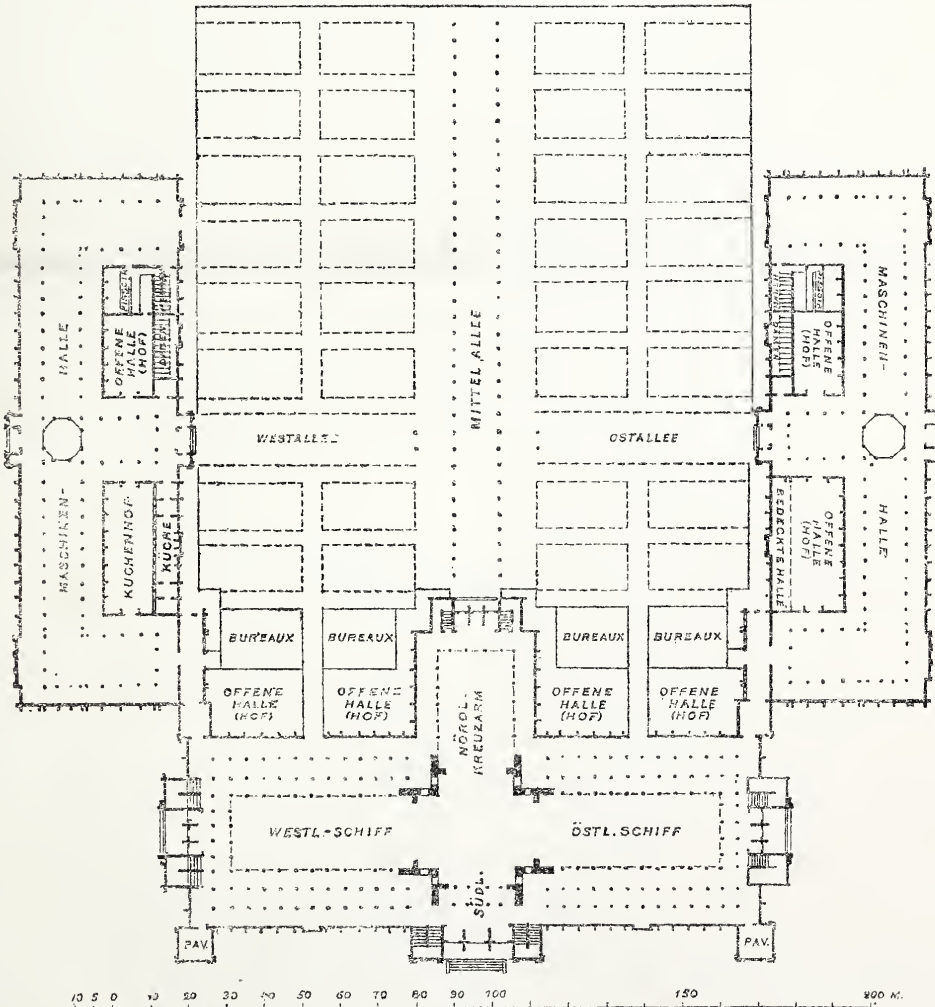 OFFENE
HALLE
(HOF)
OFFENE
HALLE
(HOF)
MASCHINEN-
HALLE
MITTEL ALLEE
WESTALLEE
OSTALLEE
MASCHINEN-
HALLE
KÜCHENHOF
KÜCHE
BEDECKTE HALLE
OFFENE
HALLE
(HOF)
BUREAUX
BUREAUX
BUREAUX
BUREAUX
OFFENE
HALLE
(HOF)
OFFENE
HALLE
(HOF)
OFFENE
HALLE
(HOF)
OFFENE
HALLE
(HOF)
NÖRDL.
KREUZARM
WESTL.-SCHIFF
ÖSTL. SCHIFF
SÜDL.
PAV.
PAV.
10 5 0 10 20 30 40 50 60 70 80 90 100 150 200 M.